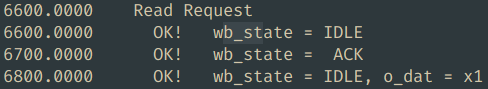 6600.0000 Read Request
6600.0000 OK! wb_state = IDLE
6700.0000 OK! wb_state = ACK
6800.0000 OK! wb_state = IDLE, o_dat = x1